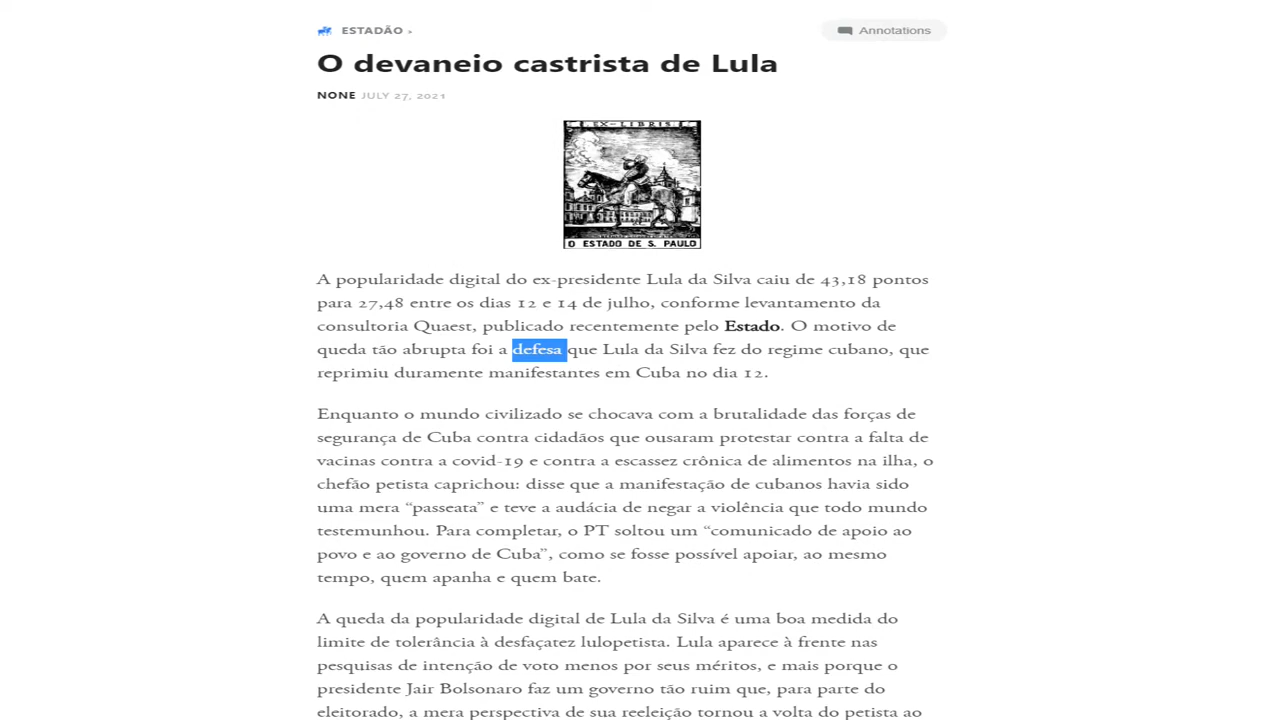 ESTADÃO >
Annotations
O devaneio castrista de Lula
NONE JULY 27, 2021
EX-LIBRIS
O ESTADO DE S. PAULO
A popularidade digital do ex-presidente Lula da Silva caiu de 43,18 pontos
para 27,48 entre os dias 12 e 14 de julho, conforme levantamento da
consultoria Quaest, publicado recentemente pelo Estado. O motivo de
queda tão abrupta foi a defesa que Lula da Silva fez do regime cubano, que
reprimiu duramente manifestantes em Cuba no dia 12.
Enquanto o mundo civilizado se chocava com a brutalidade das forças de
segurança de Cuba contra cidadãos que ousaram protestar contra a falta de
vacinas contra a covid-19 e contra a escassez crônica de alimentos na ilha, o
chefão petista caprichou: disse que a manifestação de cubanos havia sido
uma mera “passeata” e teve a audácia de negar a violência que todo mundo
testemunhou. Para completar, o PT soltou um “comunicado de apoio ao
povo e ao governo de Cuba”, como se fosse possível apoiar, ao mesmo
tempo, quem apanha e quem bate.
A queda da popularidade digital de Lula da Silva é uma boa medida do
limite de tolerância à desfaçatez lulopetista. Lula aparece à frente nas
pesquisas de intenção de voto menos por seus méritos, e mais porque o
presidente Jair Bolsonaro faz um governo tão ruim que, para parte do
eleitorado, a mera perspectiva de sua reeleição tornou a volta do petista ao